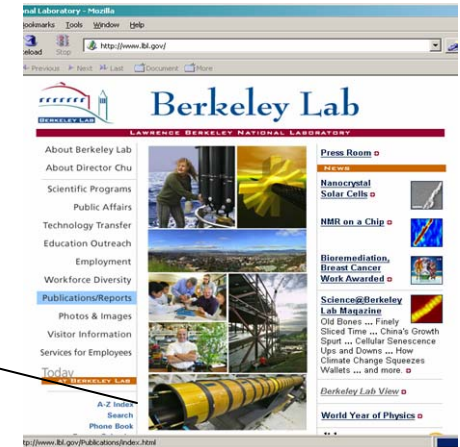 nal Laboratory - Mozilla
ookmarks Tools Window Help
eload Stop http://www.lbl.gov/
Previous Next Last Document More
BERKELEY LAB
Berkeley Lab
LAWRENCE BERKELEY NATIONAL LABORATORY
About Berkeley Lab
About Director Chu
Scientific Programs
Public Affairs
Technology Transfer
Education Outreach
Employment
Workforce Diversity
Publications/Reports
Photos & Images
Visitor Information
Services for Employees
Today
AT BERKELEY LAB
A-Z Index
Search
Phone Book
Press Room
NEWS
Nanocrystal
Solar Cells
NMR on a Chip
Bioremediation,
Breast Cancer
Work Awarded
Science@Berkeley
Lab Magazine
Old Bones ... Finely
Sliced Time ... China's Growth
Spurt ... Cellular Senescence
Ups and Downs ... How
Climate Change Squeezes
Wallets ... and more.
Berkeley Lab View
World Year of Physics
tp://www.lbl.gov/Publications/index.html